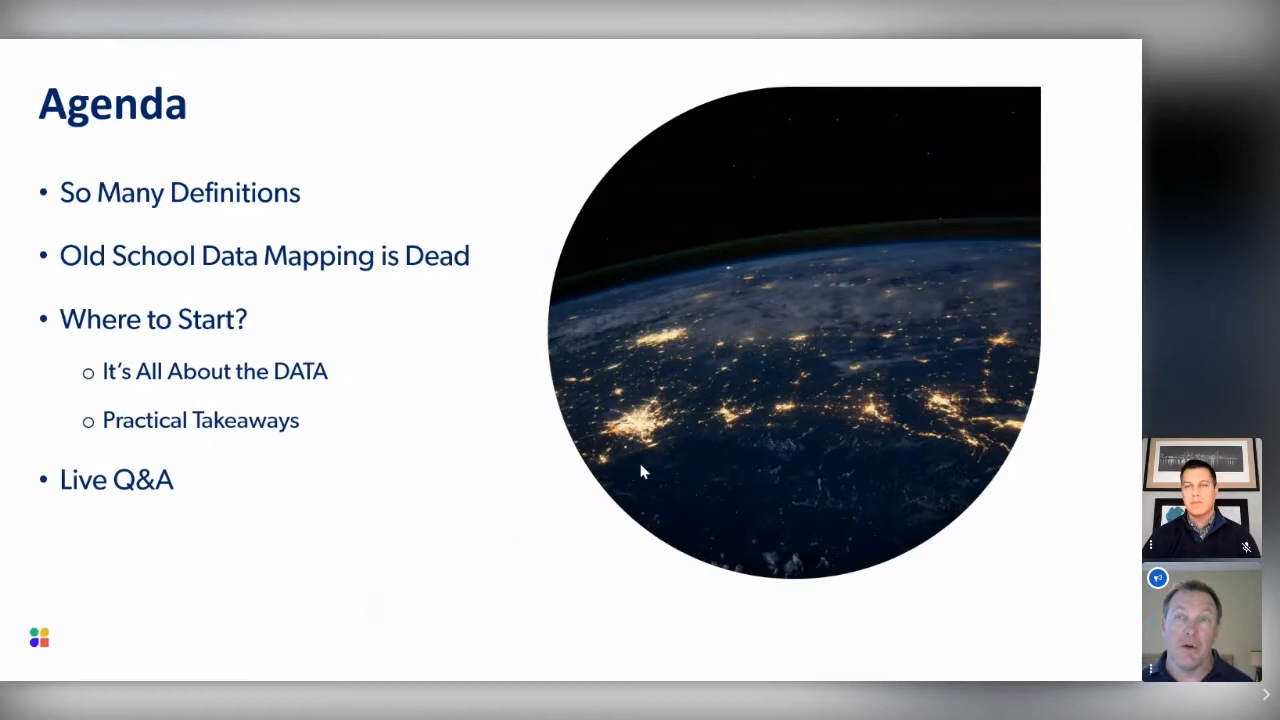 Agenda
• So Many Definitions
• Old School Data Mapping is Dead
• Where to Start?
o It's All About the DATA
o Practical Takeaways
• Live Q&A